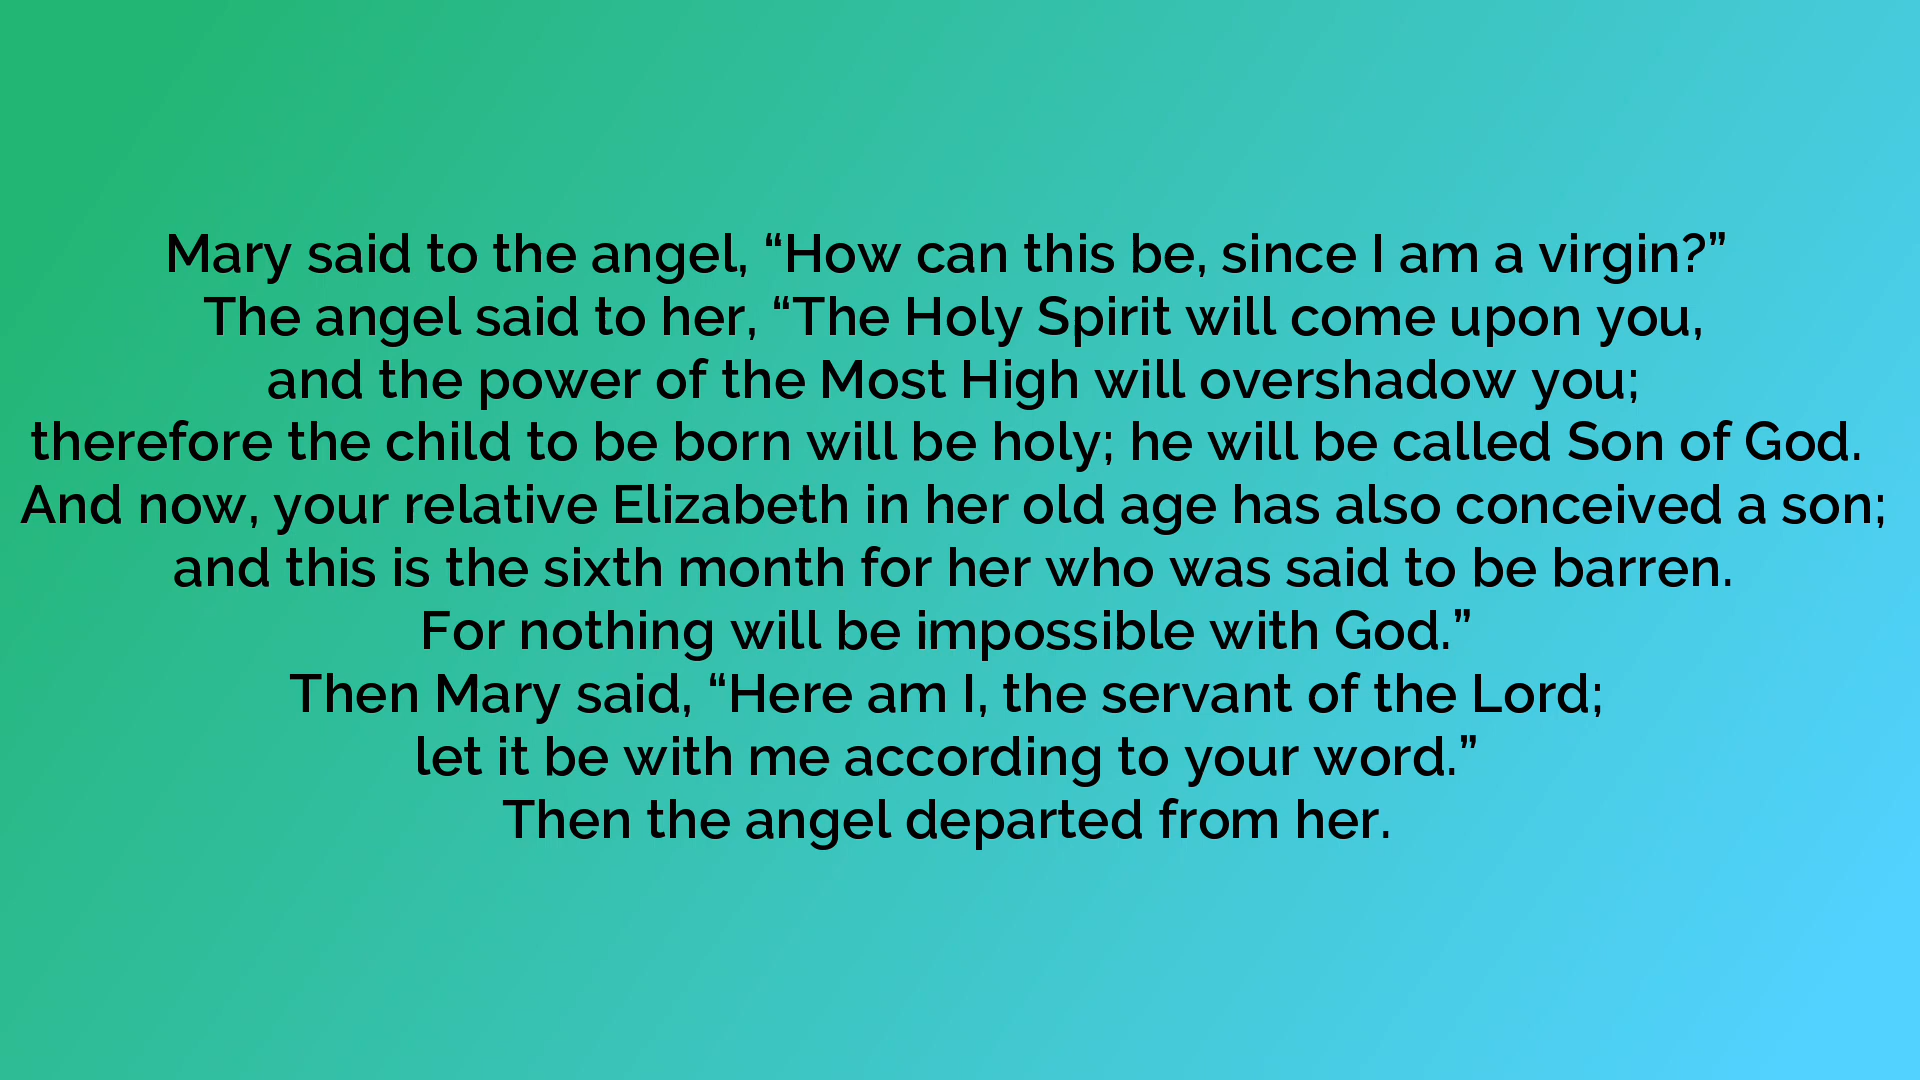 Mary said to the angel, “How can this be, since I am a virgin?”
The angel said to her, “The Holy Spirit will come upon you,
and the power of the Most High will overshadow you;
therefore the child to be born will be holy; he will be called Son of God.
And now, your relative Elizabeth in her old age has also conceived a son;
and this is the sixth month for her who was said to be barren.
For nothing will be impossible with God.”
Then Mary said, “Here am I, the servant of the Lord;
let it be with me according to your word.”
Then the angel departed from her.